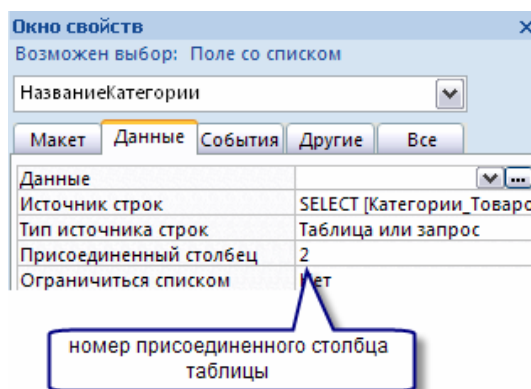 Окно свойств
Возможен выбор: Поле со списком
НазваниеКатегории
Макет Данные События Другие Все
Данные
Источник строк SELECT [Категории_Товаро
Тип источника строк Таблица или запрос
Присоединенный столбец 2
Ограничиться списком Нет
номер присоединенного столбца
таблицы